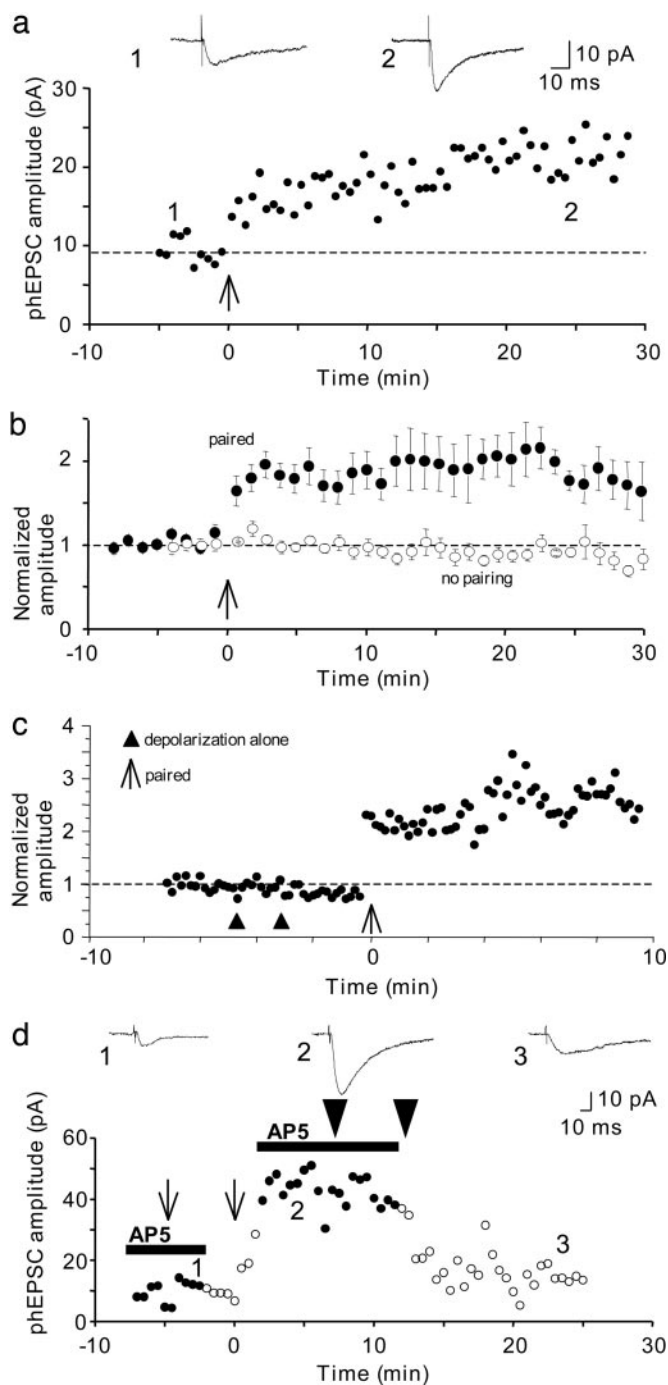 a
1
2
10 pA
10 ms
phEPSC amplitude (pA)
30
20
10
0
1
2
-10 0 10 20 30
Time (min)
b
Normalized amplitude
2
1
0
paired
no pairing
-10 0 10 20 30
Time (min)
c
Normalized amplitude
4
3
2
1
0
depolarization alone
paired
-10 0 10
Time (min)
d
1
2
3
10 pA
10 ms
phEPSC amplitude (pA)
60
40
20
0
AP5
AP5
1
2
3
-10 -5 0 5 10 15 20 25 30
Time (min)